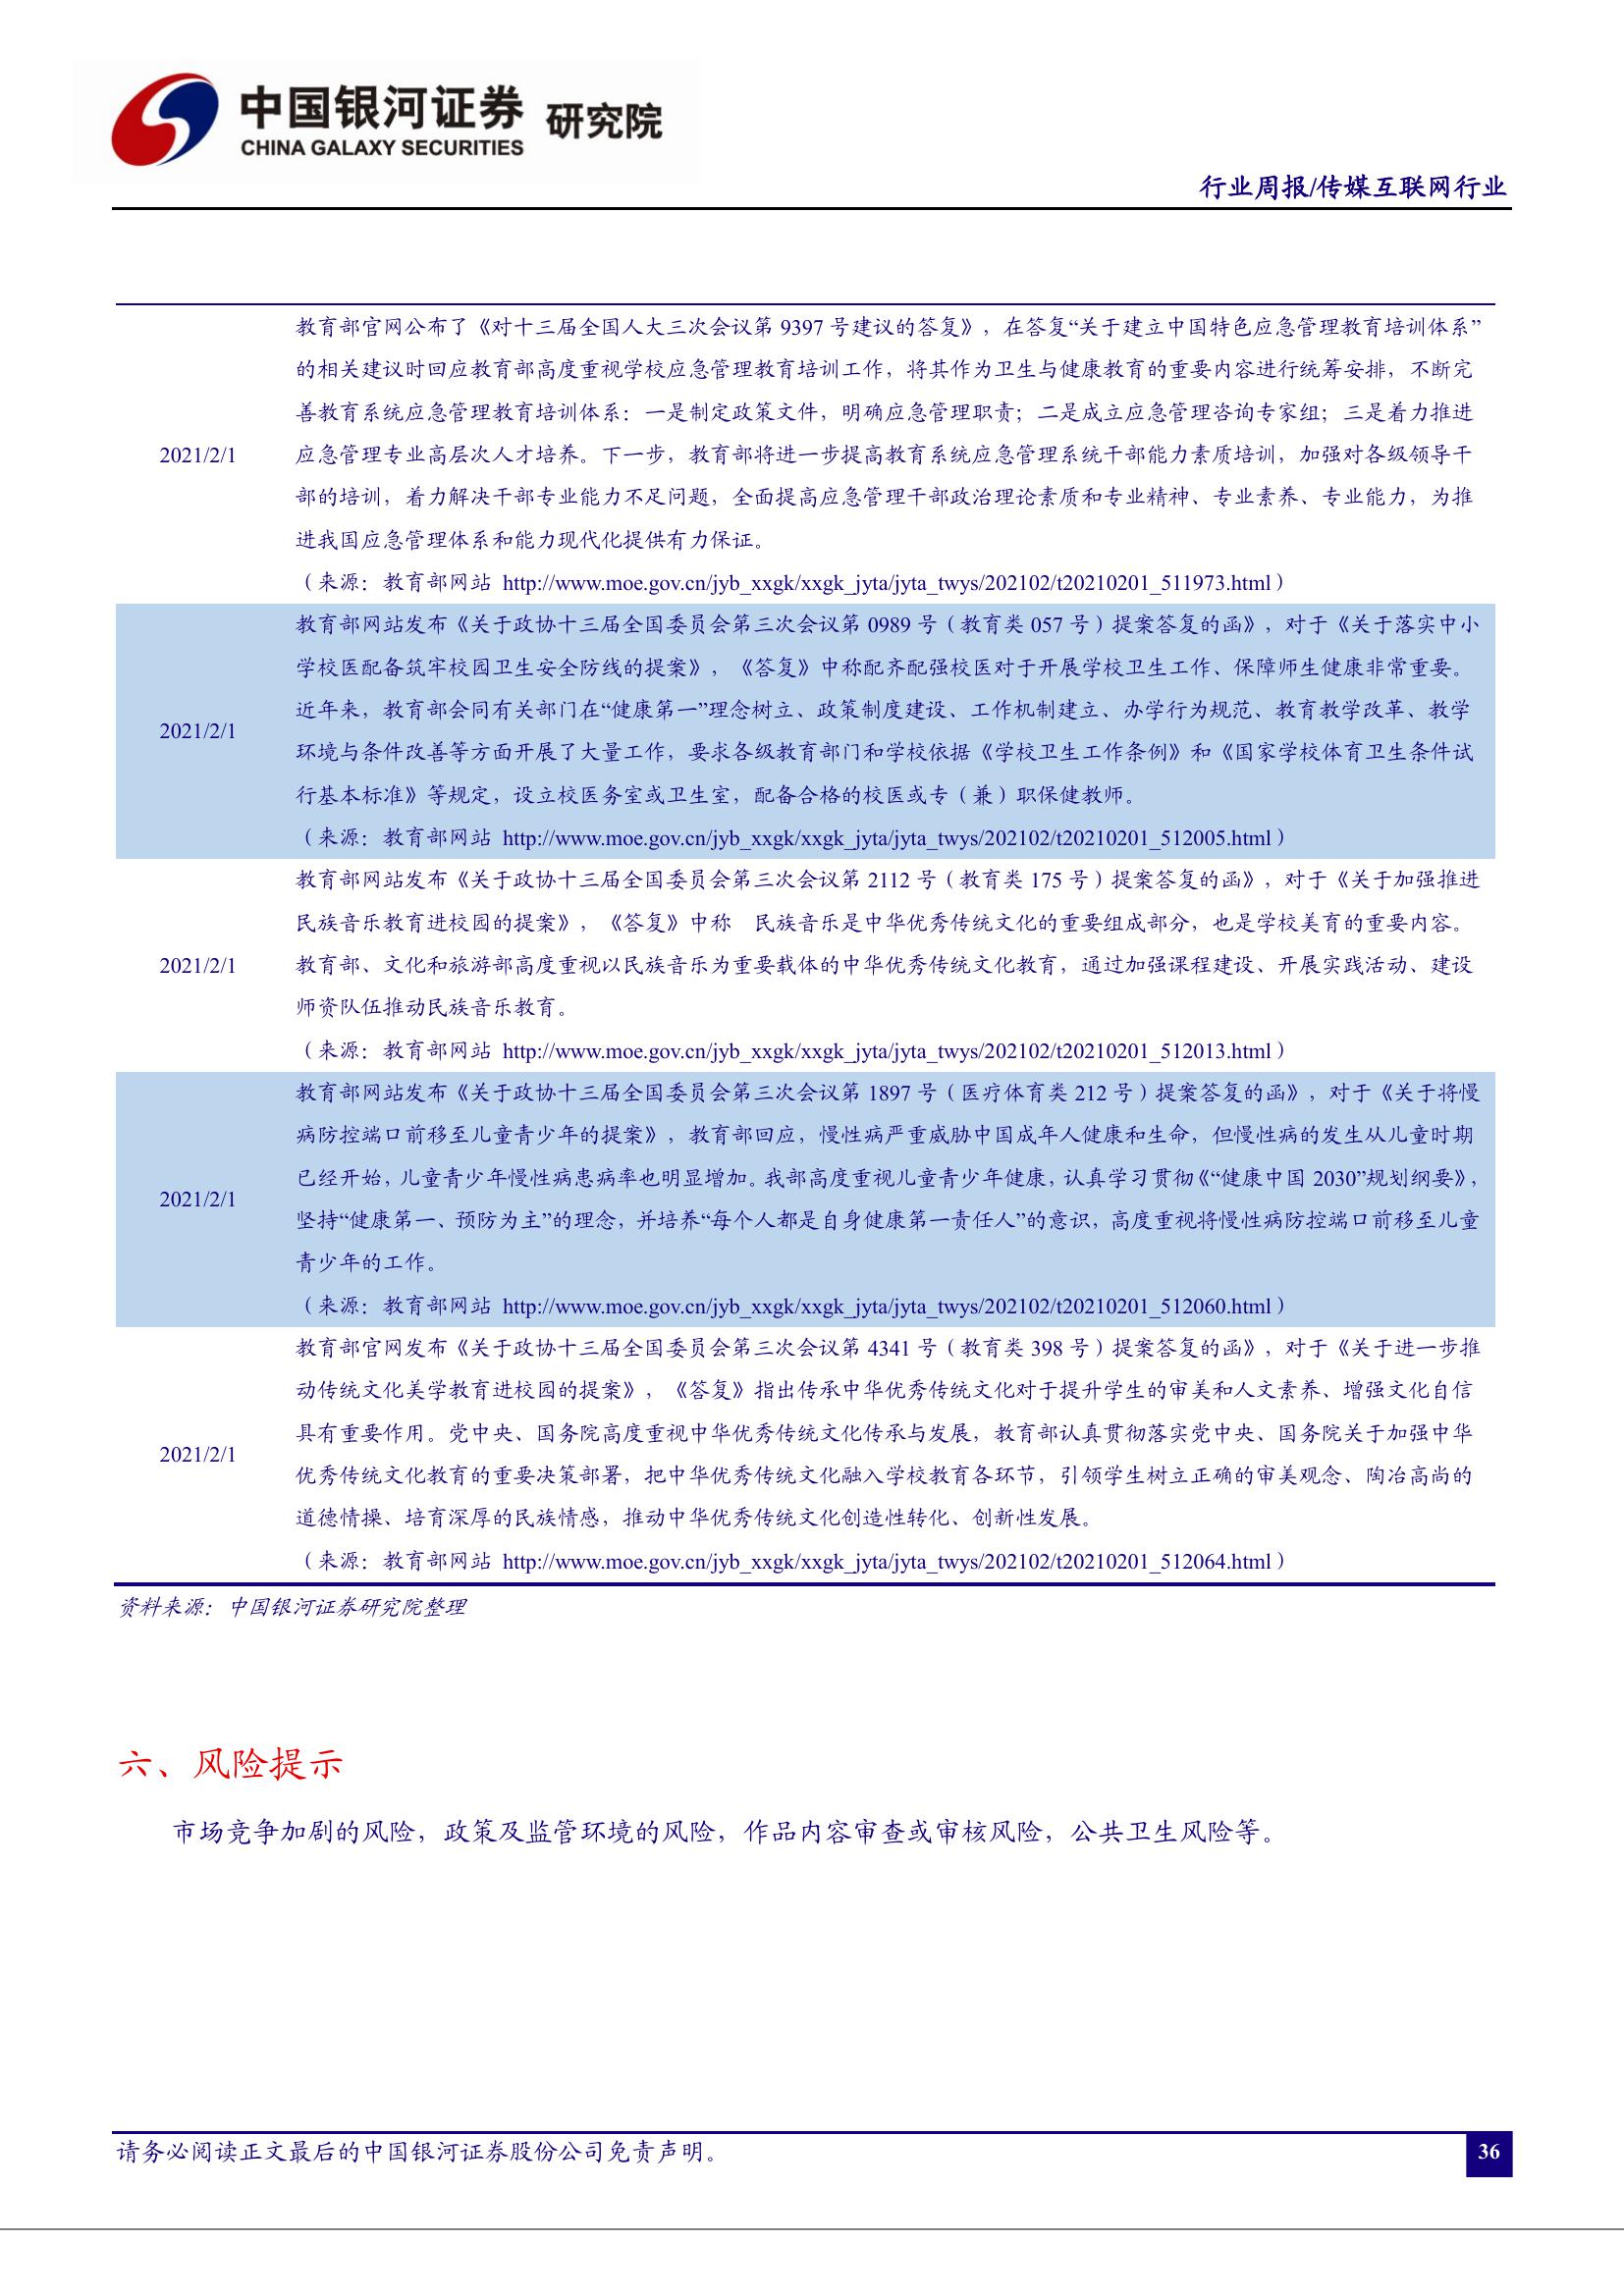 中国银河证券 研究院
CHINA GALAXY SECURITIES
行业周报/传媒互联网行业
教育部官网公布了《对十三届全国人大三次会议第 9397 号建议的答复》，在答复“关于建立中国特色应急管理教育培训体系”
的相关建议时回应教育部高度重视学校应急管理教育培训工作，将其作为卫生与健康教育的重要内容进行统筹安排，不断完
善教育系统应急管理教育培训体系：一是制定政策文件，明确应急管理职责；二是成立应急管理咨询专家组；三是着力推进
2021/2/1
应急管理专业高层次人才培养。下一步，教育部将进一步提高教育系统应急管理系统干部能力素质培训，加强对各级领导干
部的培训，着力解决干部专业能力不足问题，全面提高应急管理干部政治理论素质和专业精神、专业素养、专业能力，为推
进我国应急管理体系和能力现代化提供有力保证。
（来源：教育部网站 http://www.moe.gov.cn/jyb_xxgk/xxgk_jyta/jyta_twys/202102/t20210201_511973.html）
教育部网站发布《关于政协十三届全国委员会第三次会议第 0989 号（教育类 057 号）提案答复的函》，对于《关于落实中小
学校医配备筑牢校园卫生安全防线的提案》，《答复》中称配齐配强校医对于开展学校卫生工作、保障师生健康非常重要。
近年来，教育部会同有关部门在“健康第一”理念树立、政策制度建设、工作机制建立、办学行为规范、教育教学改革、教学
2021/2/1
环境与条件改善等方面开展了大量工作，要求各级教育部门和学校依据《学校卫生工作条例》和《国家学校体育卫生条件试
行基本标准》等规定，设立校医务室或卫生室，配备合格的校医或专（兼）职保健教师。
（来源：教育部网站 http://www.moe.gov.cn/jyb_xxgk/xxgk_jyta/jyta_twys/202102/t20210201_512005.html）
教育部网站发布《关于政协十三届全国委员会第三次会议第 2112 号（教育类 175 号）提案答复的函》，对于《关于加强推进
民族音乐教育进校园的提案》，《答复》中称　民族音乐是中华优秀传统文化的重要组成部分，也是学校美育的重要内容。
2021/2/1
教育部、文化和旅游部高度重视以民族音乐为重要载体的中华优秀传统文化教育，通过加强课程建设、开展实践活动、建设
师资队伍推动民族音乐教育。
（来源：教育部网站 http://www.moe.gov.cn/jyb_xxgk/xxgk_jyta/jyta_twys/202102/t20210201_512013.html）
教育部网站发布《关于政协十三届全国委员会第三次会议第 1897 号（医疗体育类 212 号）提案答复的函》，对于《关于将慢
病防控端口前移至儿童青少年的提案》，教育部回应，慢性病严重威胁中国成年人健康和生命，但慢性病的发生从儿童时期
已经开始，儿童青少年慢性病患病率也明显增加。我部高度重视儿童青少年健康，认真学习贯彻《“健康中国 2030”规划纲要》，
2021/2/1
坚持“健康第一、预防为主”的理念，并培养“每个人都是自身健康第一责任人”的意识，高度重视将慢性病防控端口前移至儿童
青少年的工作。
（来源：教育部网站 http://www.moe.gov.cn/jyb_xxgk/xxgk_jyta/jyta_twys/202102/t20210201_512060.html）
教育部官网发布《关于政协十三届全国委员会第三次会议第 4341 号（教育类 398 号）提案答复的函》，对于《关于进一步推
动传统文化美学教育进校园的提案》，《答复》指出传承中华优秀传统文化对于提升学生的审美和人文素养、增强文化自信
具有重要作用。党中央、国务院高度重视中华优秀传统文化传承与发展，教育部认真贯彻落实党中央、国务院关于加强中华
2021/2/1
优秀传统文化教育的重要决策部署，把中华优秀传统文化融入学校教育各环节，引领学生树立正确的审美观念、陶冶高尚的
道德情操、培育深厚的民族情感，推动中华优秀传统文化创造性转化、创新性发展。
（来源：教育部网站 http://www.moe.gov.cn/jyb_xxgk/xxgk_jyta/jyta_twys/202102/t20210201_512064.html）
资料来源：中国银河证券研究院整理
六、风险提示
市场竞争加剧的风险，政策及监管环境的风险，作品内容审查或审核风险，公共卫生风险等。
请务必阅读正文最后的中国银河证券股份公司免责声明。
36